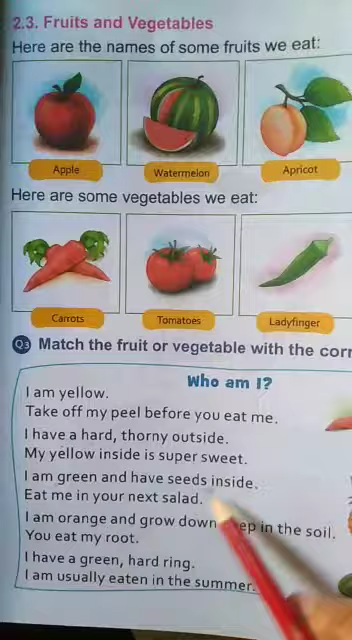 2.3. Fruits and Vegetables
Here are the names of some fruits we eat:
Apple
Watermelon
Apricot
Here are some vegetables we eat:
Carrots
Tomatoes
Ladyfinger
Q3 Match the fruit or vegetable with the
Who am I?
I am yellow.
Take off my peel before you eat me.
I have a hard, thorny outside.
My yellow inside is super sweet.
I am green and have seeds inside.
Eat me in your next salad.
I am orange and grow down in the soil.
You eat my root.
I have a green, hard ring.
I am usually eaten in the summer.